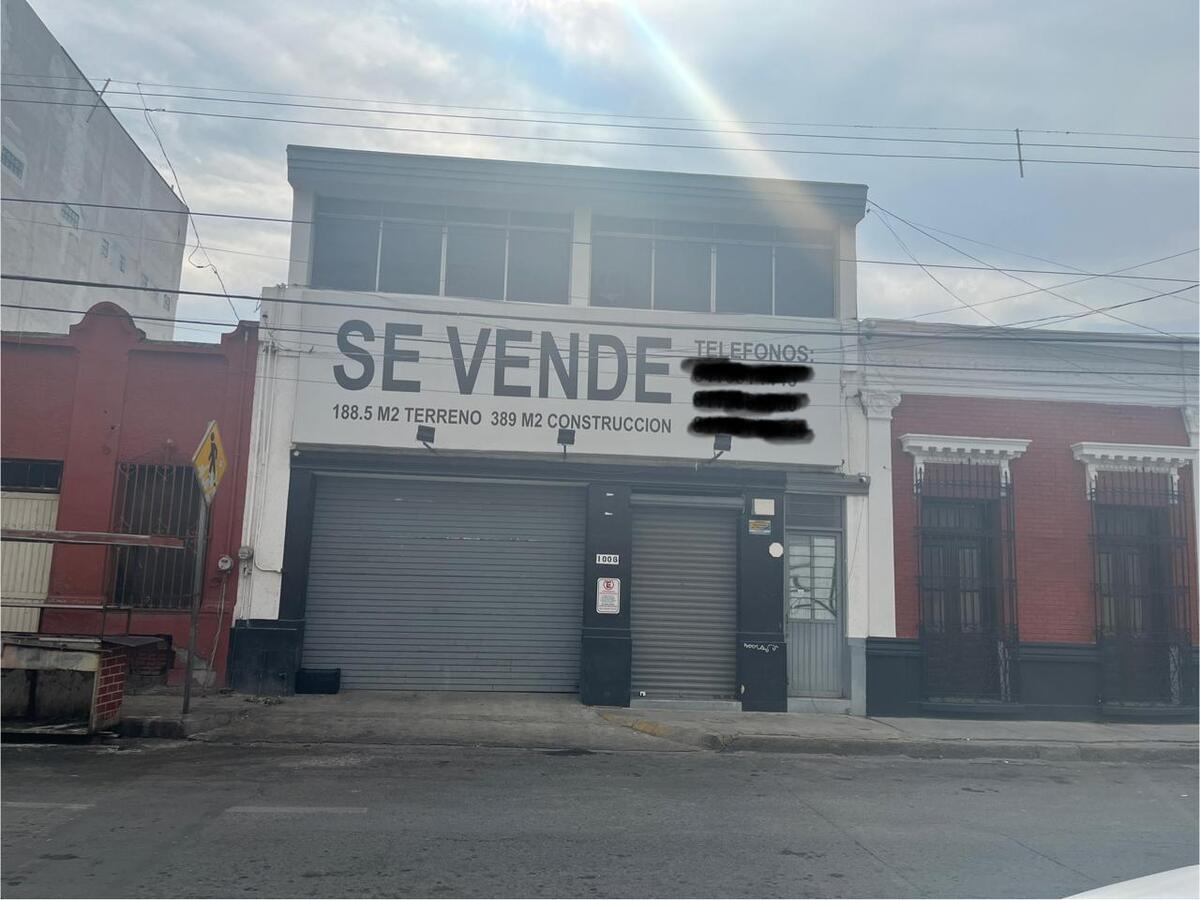 SE VENDE
TELEFONOS:
188.5 M2 TERRENO 389 M2 CONSTRUCCION
1008
E